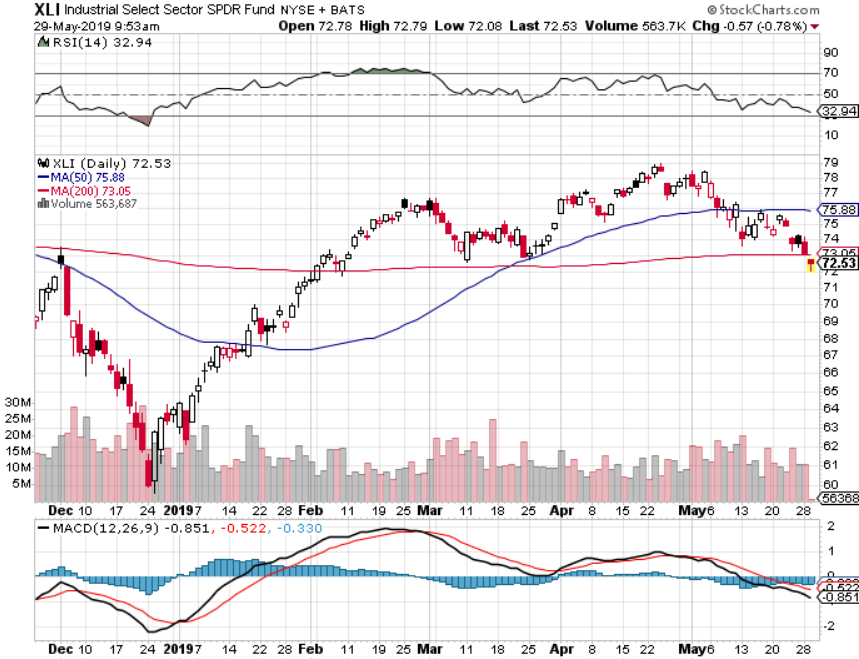 XLI Industrial Select Sector SPDR Fund NYSE + BATS © StockCharts.com
29-May-2019 9:53am Open 72.78 High 72.79 Low 72.08 Last 72.53 Volume 563.7K Chg -0.57 (-0.78%)
RSI(14) 32.94
90
70
50
32.94
30
10
XLI (Daily) 72.53
MA(50) 75.88
MA(200) 73.05
Volume 563,687
79
78
77
75.88
75
74
73.05
72.53
72
71
70
69
68
67
66
65
64
63
62
61
60
30M
25M
20M
15M
10M
5M
56368
Dec 10 17 24 2019 7 14 22 28 Feb 11 19 25 Mar 11 18 25 Apr 8 15 22 May 6 13 20 28
MACD(12,26,9) -0.851, -0.522, -0.330
2
1
0
-0.522
-0.851
-2
Dec 10 17 24 2019 7 14 22 28 Feb 11 19 25 Mar 11 18 25 Apr 8 15 22 May 6 13 20 28